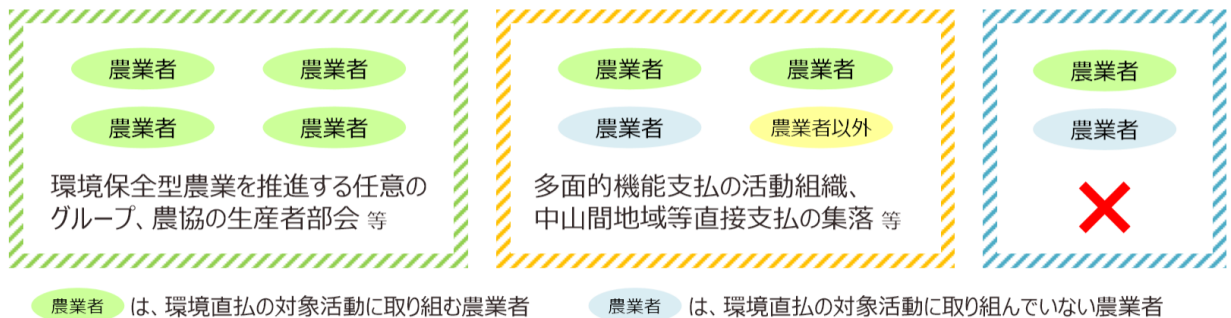 農業者 農業者
農業者 農業者
環境保全型農業を推進する任意の
グループ、農協の生産者部会 等
農業者 農業者
農業者 農業者以外
多面的機能支払の活動組織、
中山間地域等直接支払の集落 等
農業者
農業者
農業者 は、環境直払の対象活動に取り組む農業者
農業者 は、環境直払の対象活動に取り組んでいない農業者